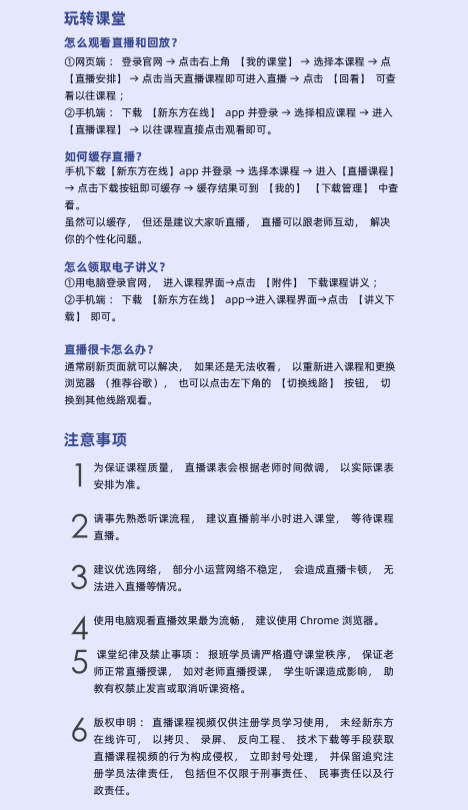 玩转课堂
怎么观看直播和回放？
①网页端： 登录官网 → 点击右上角 【我的课堂】 → 选择本课程 → 点
【直播安排】 → 点击当天直播课程即可进入直播 → 点击 【回看】 可查
看以往课程；
②手机端： 下载 【新东方在线】 app 并登录 → 选择相应课程 → 进入
【直播课程】 → 以往课程直接点击观看即可。
如何缓存直播？
手机下载【新东方在线】app 并登录 → 选择本课程 → 进入【直播课程】
→ 点击下载按钮即可缓存 → 缓存结果可到 【我的】 【下载管理】 中查
看。
虽然可以缓存， 但还是建议大家听直播， 直播可以跟老师互动， 解决
你的个性化问题。
怎么领取电子讲义？
①用电脑登录官网， 进入课程界面→点击 【附件】 下载课程讲义；
②手机端： 下载 【新东方在线】 app→进入课程界面→点击 【讲义下
载】 即可。
直播很卡怎么办？
通常刷新页面就可以解决， 如果还是无法收看， 以重新进入课程和更换
浏览器 （推荐谷歌）， 也可以点击左下角的 【切换线路】 按钮， 切
换到其他线路观看。
注意事项
1 为保证课程质量， 直播课表会根据老师时间微调， 以实际课表
安排为准。
2 请事先熟悉听课流程， 建议直播前半小时进入课堂， 等待课程
直播。
3 建议优选网络， 部分小运营网络不稳定， 会造成直播卡顿， 无
法进入直播等情况。
4 使用电脑观看直播效果最为流畅， 建议使用 Chrome 浏览器。
5 课堂纪律及禁止事项： 报班学员请严格遵守课堂秩序， 保证老
师正常直播授课， 如对老师直播授课， 学生听课造成影响， 助
教有权禁止发言或取消听课资格。
6 版权申明： 直播课程视频仅供注册学员学习使用， 未经新东方
在线许可， 以拷贝、 录屏、 反向工程、 技术下载等手段获取
直播课程视频的行为构成侵权， 立即封号处理， 并保留追究注
册学员法律责任， 包括但不仅限于刑事责任、 民事责任以及行
政责任。